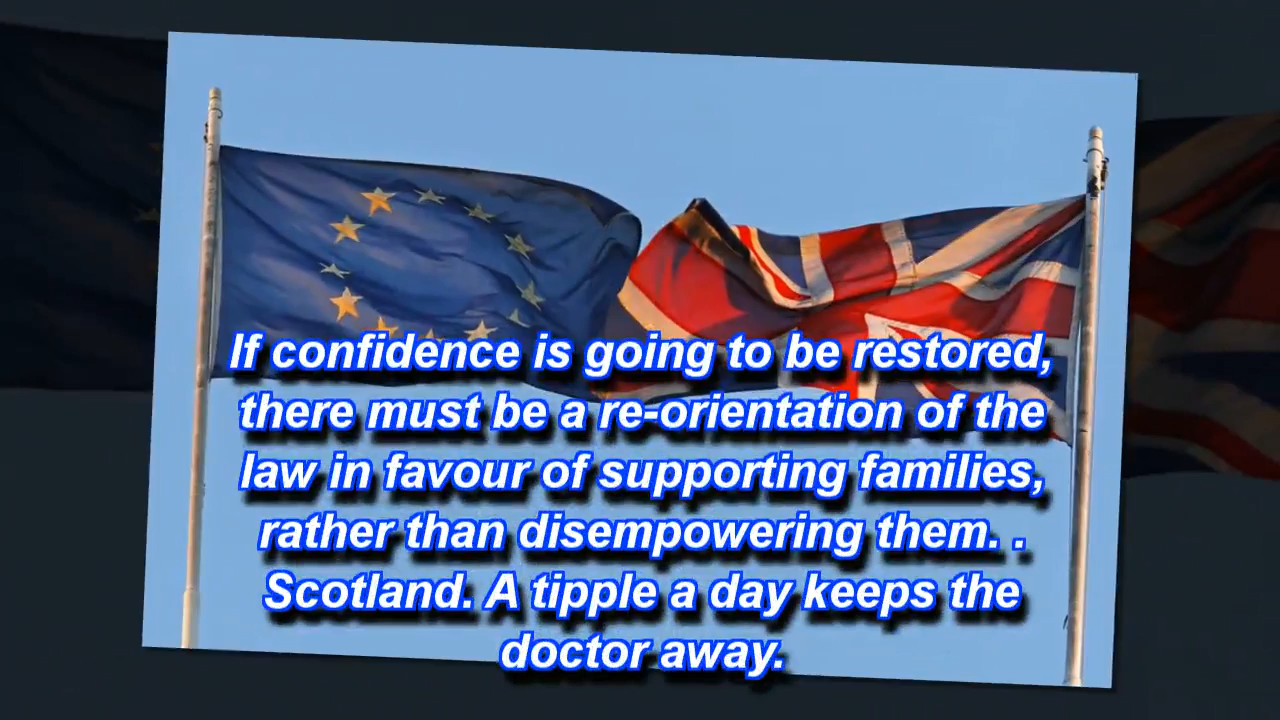 If confidence is going to be restored,
there must be a re-orientation of the
law in favour of supporting families,
rather than disempowering them. .
Scotland. A tipple a day keeps the
doctor away.